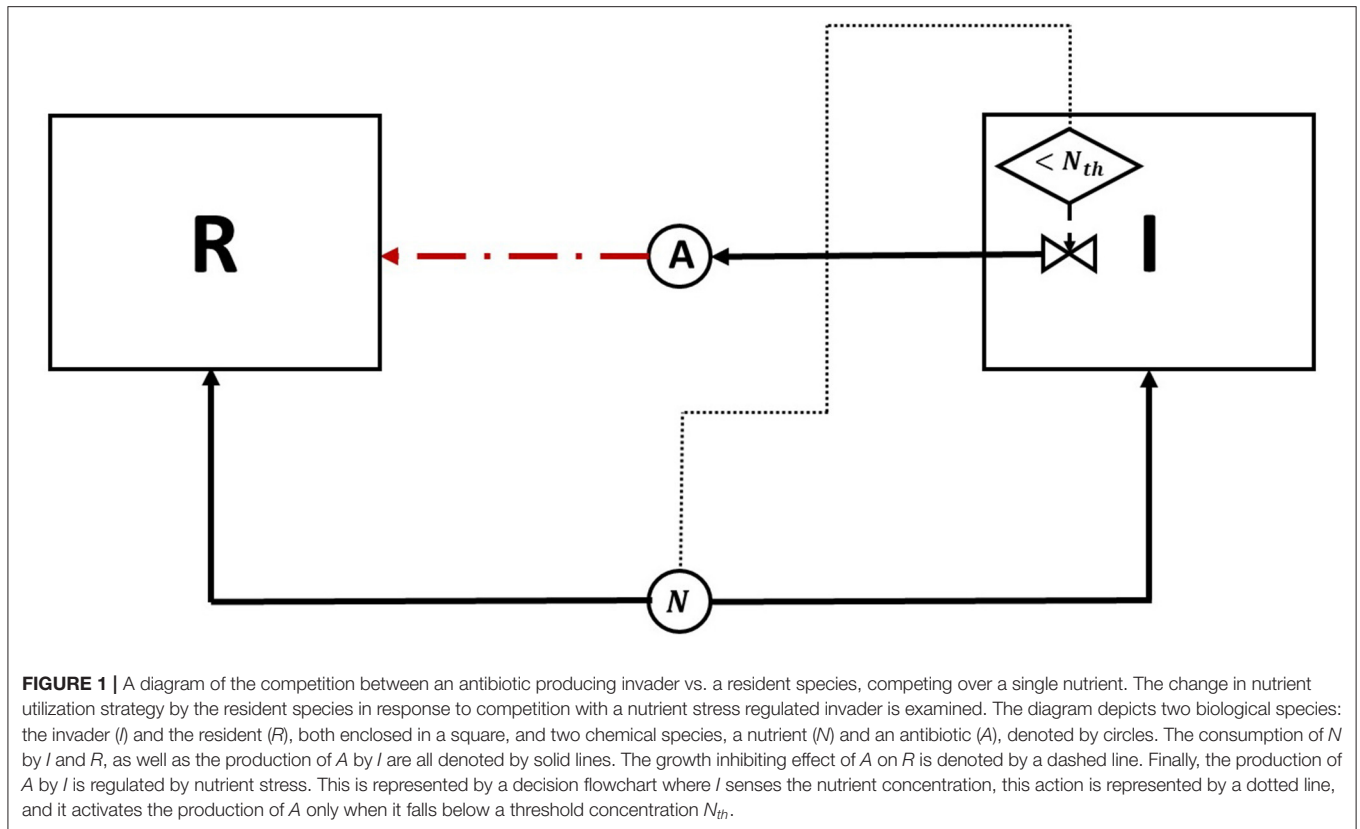 < N_{th}
R
A
I
N
FIGURE 1 | A diagram of the competition between an antibiotic producing invader vs. a resident species, competing over a single nutrient. The change in nutrient
utilization strategy by the resident species in response to competition with a nutrient stress regulated invader is examined. The diagram depicts two biological species:
the invader (I) and the resident (R), both enclosed in a square, and two chemical species, a nutrient (N) and an antibiotic (A), denoted by circles. The consumption of N
by I and R, as well as the production of A by I are all denoted by solid lines. The growth inhibiting effect of A on R is denoted by a dashed line. Finally, the production of
A by I is regulated by nutrient stress. This is represented by a decision flowchart where I senses the nutrient concentration, this action is represented by a dotted line,
and it activates the production of A only when it falls below a threshold concentration N_{th}.